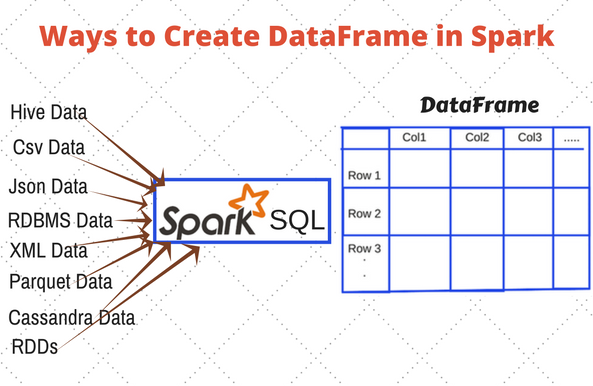 Ways to Create DataFrame in Spark
Hive Data
Csv Data
Json Data
RDBMS Data
XML Data
Parquet Data
Cassandra Data
RDDs
Spark SQL
DataFrame
Col1 Col2 Col3 .....
Row 1
Row 2
Row 3
.
.